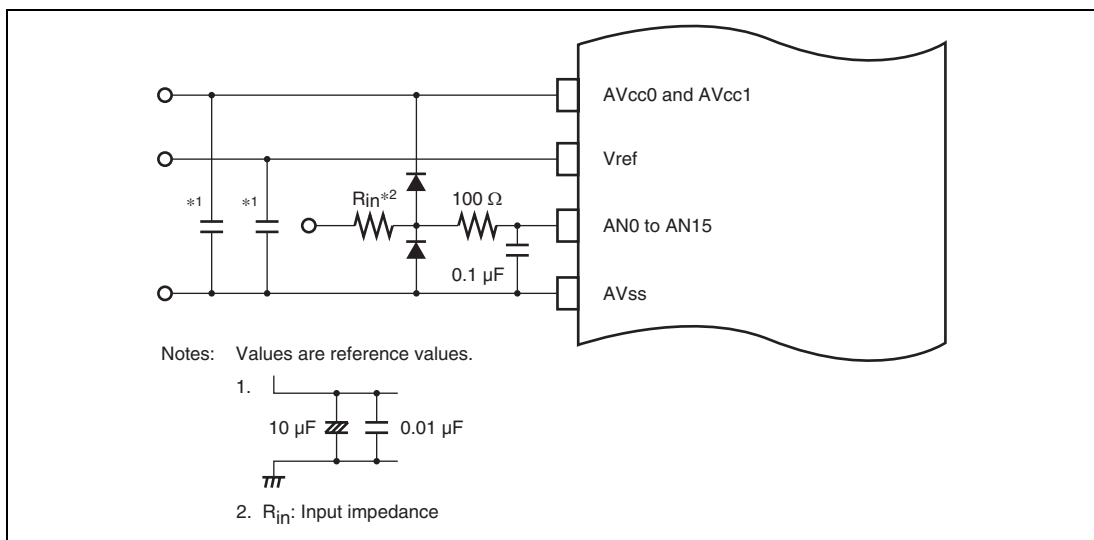 AVcc0 and AVcc1
Vref
*1
*1
Rin*2
100 Ω
AN0 to AN15
0.1 μF
AVss
Notes: Values are reference values.
1.
10 μF
0.01 μF
2. Rin: Input impedance